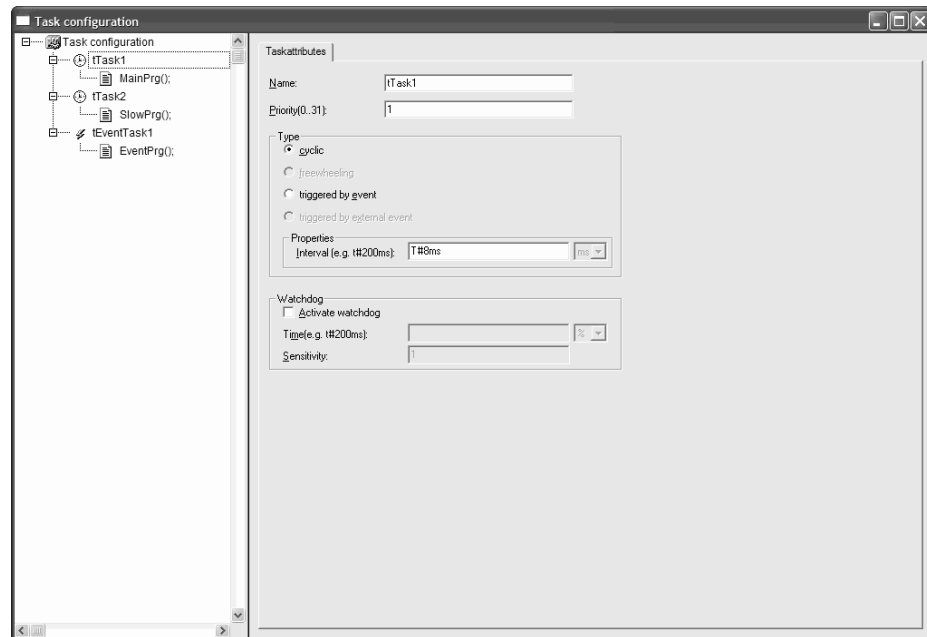 Task configuration
Task configuration
tTask1
MainPrg();
tTask2
SlowPrg();
tEventTask1
EventPrg();
Taskattributes
Name: tTask1
Priority(0..31): 1
Type
cyclic
freewheeling
triggered by event
triggered by external event
Properties
Interval (e.g. t#200ms): T#8ms ms
Watchdog
Activate watchdog
Time(e.g. t#200ms): %
Sensitivity: 1